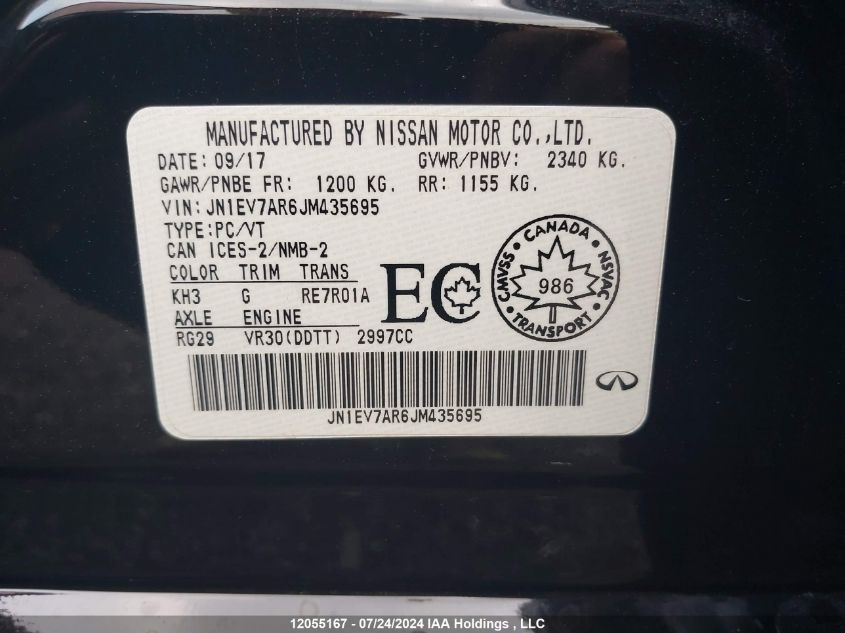 MANUFACTURED BY NISSAN MOTOR CO.,LTD.
DATE: 09/17 GVWR/PNBV: 2340 KG.
GAWR/PNBE FR: 1200 KG. RR: 1155 KG.
VIN: JN1EV7AR6JM435695
TYPE:PC/VT
CAN ICES-2/NMB-2
COLOR TRIM TRANS
KH3 G RE7R01A
AXLE ENGINE
RG29 VR30(DDTT) 2997CC
EC
CANADA
CMVSS
986
NSVAC
TRANSPORT
JN1EV7AR6JM435695
12055167 - 07/24/2024 IAA Holdings , LLC